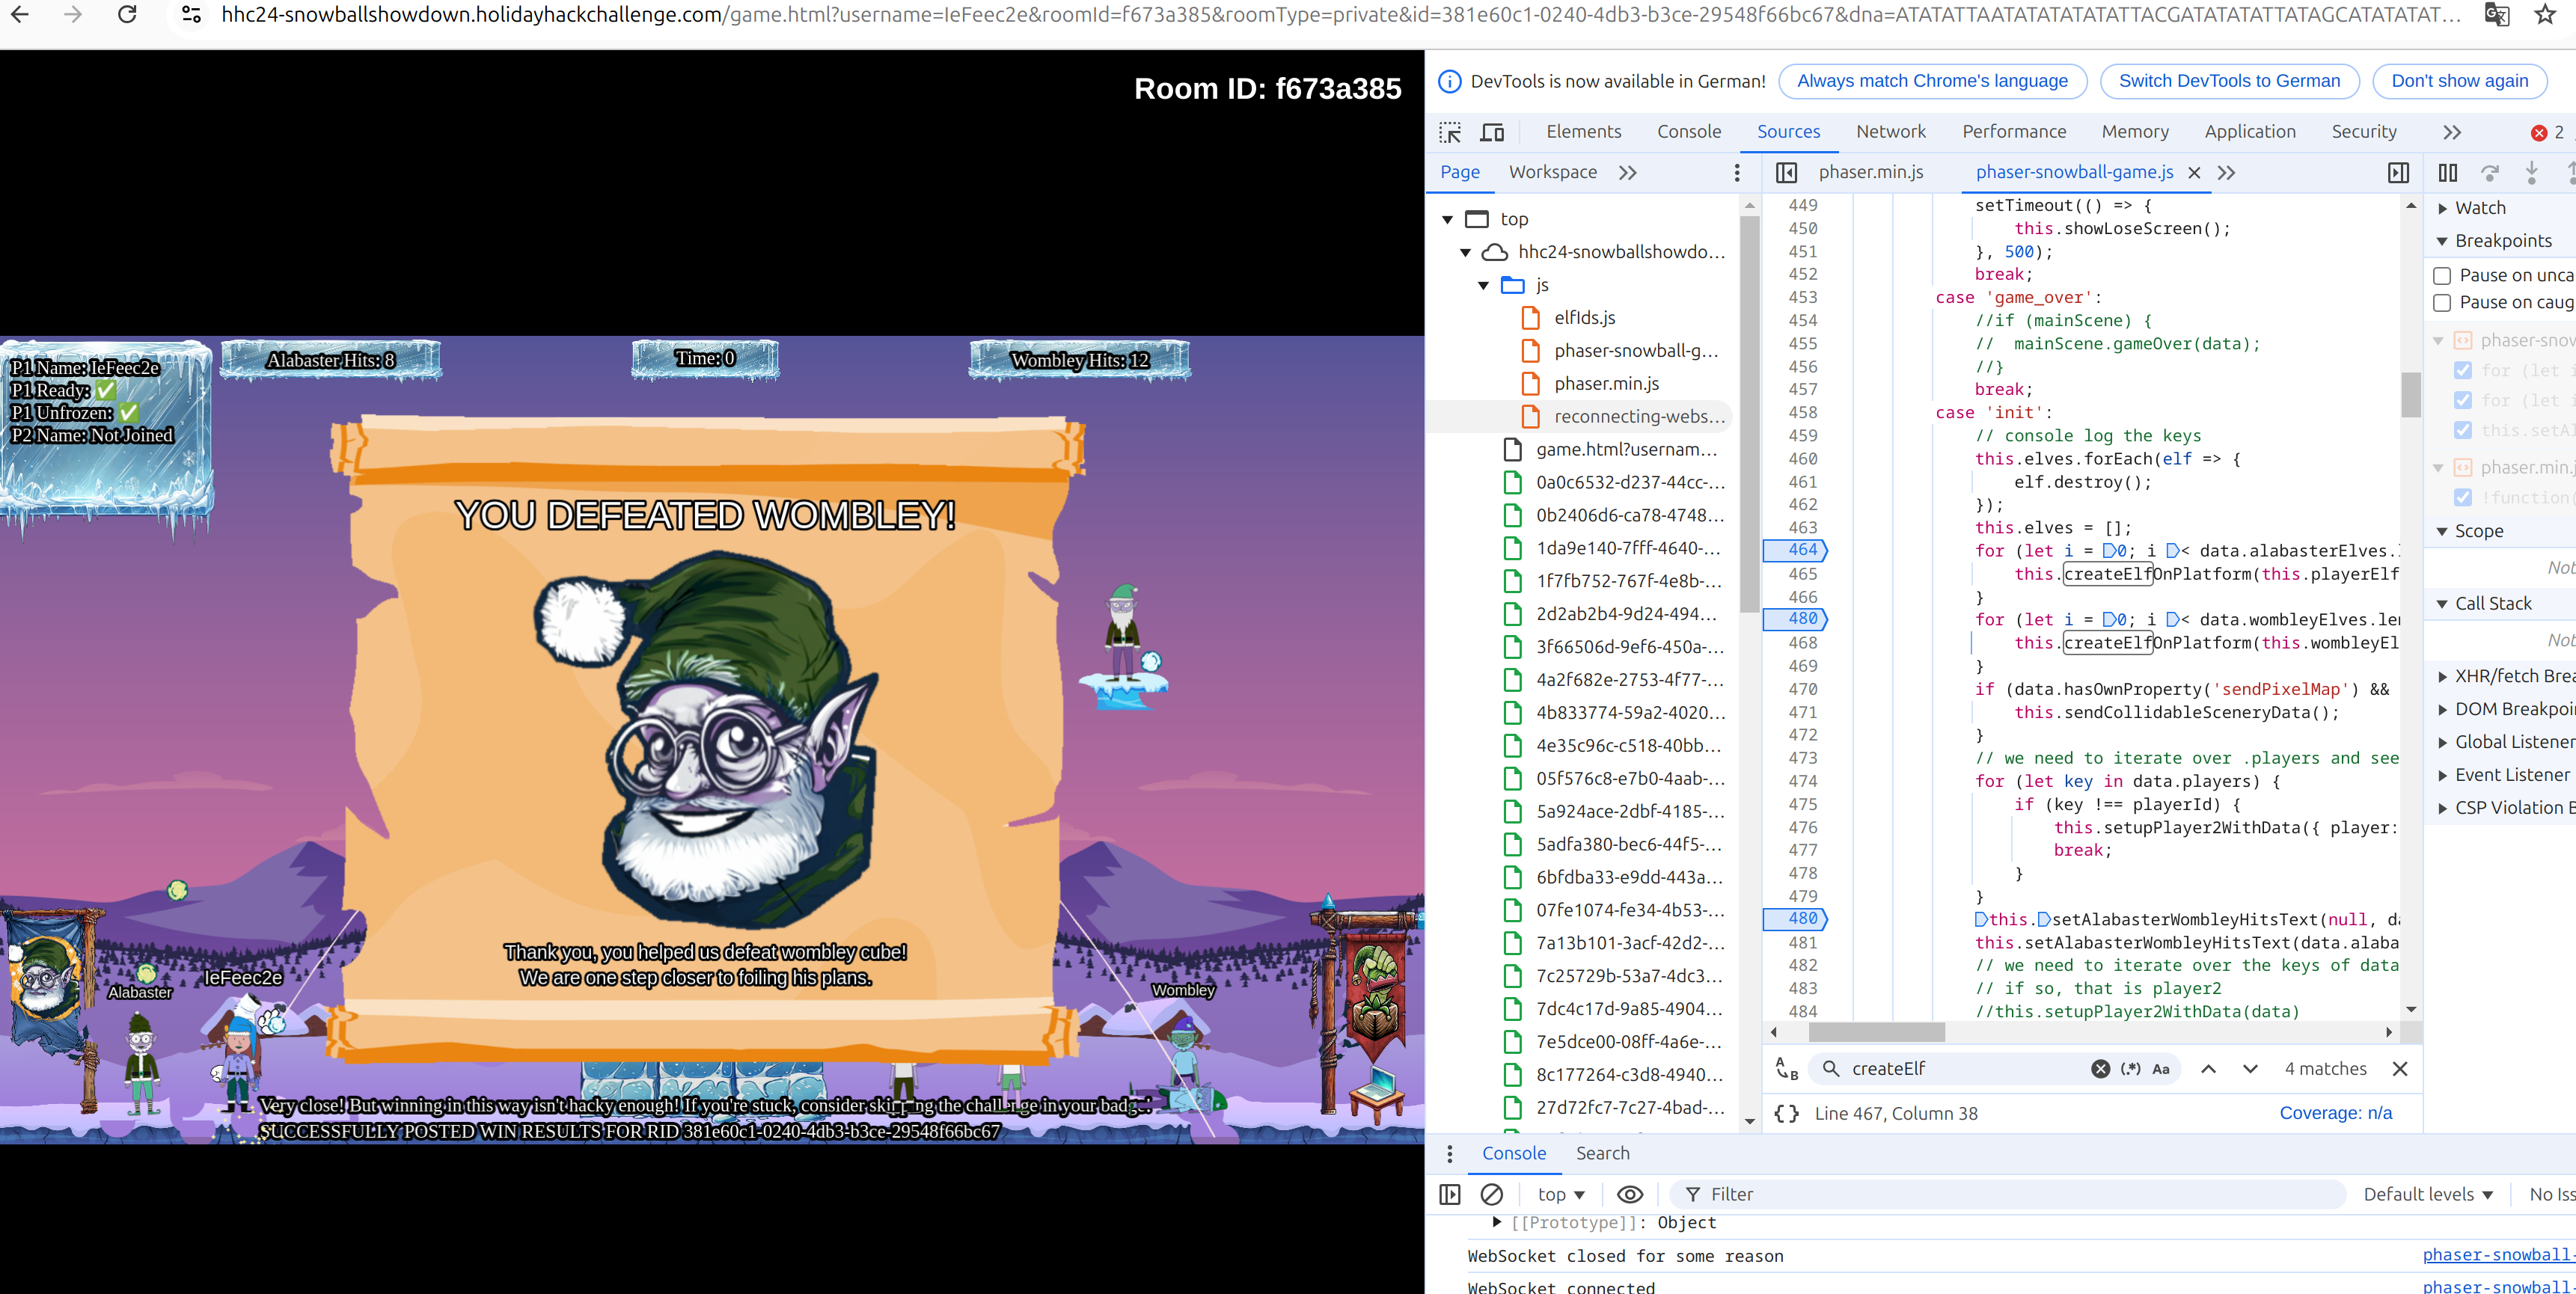 hhc24-snowballshowdown.holidayhackchallenge.com/game.html?username=IeFeec2e&roomId=f673a385&roomType=private&id=381e60c1-0240-4db3-b3ce-29548f66bc67&dna=ATATATTAATATATATATATTACGATATATATTATAGCATATATAT...
Room ID: f673a385
P1 Name: IeFeec2e
P1 Ready: ✅
P1 Unfrozen: ✅
P2 Name: Not Joined
Alabaster Hits: 8
Time: 0
Wombley Hits: 12
YOU DEFEATED WOMBLEY!
Thank you, you helped us defeat wombley cube!
We are one step closer to foiling his plans.
Alabaster
IeFeec2e
Wombley
Very close! But winning in this way isn't hacky enough! If you're stuck, consider skipping the challenge in your badge.
SUCCESSFULLY POSTED WIN RESULTS FOR RID 381e60c1-0240-4db3-b3ce-29548f66bc67
DevTools is now available in German!
Always match Chrome's language
Switch DevTools to German
Don't show again
Elements Console Sources Network Performance Memory Application Security
2
Page Workspace
phaser.min.js
phaser-snowball-game.js
top
hhc24-snowballshowdo...
js
elfIds.js
phaser-snowball-g...
phaser.min.js
reconnecting-webs...
game.html?usernam...
0a0c6532-d237-44cc-...
0b2406d6-ca78-4748...
1da9e140-7fff-4640-...
1f7fb752-767f-4e8b-...
2d2ab2b4-9d24-494...
3f66506d-9ef6-450a-...
4a2f682e-2753-4f77-...
4b833774-59a2-4020...
4e35c96c-c518-40bb...
05f576c8-e7b0-4aab-...
5a924ace-2dbf-4185-...
5adfa380-bec6-44f5-...
6bfdba33-e9dd-443a...
07fe1074-fe34-4b53-...
7a13b101-3acf-42d2-...
7c25729b-53a7-4dc3...
7dc4c17d-9a85-4904...
7e5dce00-08ff-4a6e-...
8c177264-c3d8-4940...
27d72fc7-7c27-4bad-...
449 setTimeout(() => {
450 this.showLoseScreen();
451 }, 500);
452 break;
453 case 'game_over':
454 //if (mainScene) {
455 // mainScene.gameOver(data);
456 //}
457 break;
458 case 'init':
459 // console log the keys
460 this.elves.forEach(elf => {
461 elf.destroy();
462 });
463 this.elves = [];
464 for (let i = 0; i < data.alabasterElves.
465 this.createElfOnPlatform(this.playerElf
466 }
480 for (let i = 0; i < data.wombleyElves.le
468 this.createElfOnPlatform(this.wombleyEl
469 }
470 if (data.hasOwnProperty('sendPixelMap') &&
471 this.sendCollidableSceneryData();
472 }
473 // we need to iterate over .players and see
474 for (let key in data.players) {
475 if (key !== playerId) {
476 this.setupPlayer2WithData({ player:
477 break;
478 }
479 }
480 this.setAlabasterWombleyHitsText(null, da
481 this.setAlabasterWombleyHitsText(data.alaba
482 // we need to iterate over the keys of data
483 // if so, that is player2
484 //this.setupPlayer2WithData(data)
createElf
(.*) Aa
4 matches
{} Line 467, Column 38
Coverage: n/a
Watch
Breakpoints
Pause on unca
Pause on caug
phaser-snow
for (let i
for (let i
this.setAl
phaser.min.j
!function(
Scope
Not
Call Stack
Not
XHR/fetch Brea
DOM Breakpoin
Global Listener
Event Listener
CSP Violation B
Console Search
top
Filter
Default levels
No Iss
[[Prototype]]: Object
WebSocket closed for some reason
phaser-snowball-
WebSocket connected
phaser-snowball-